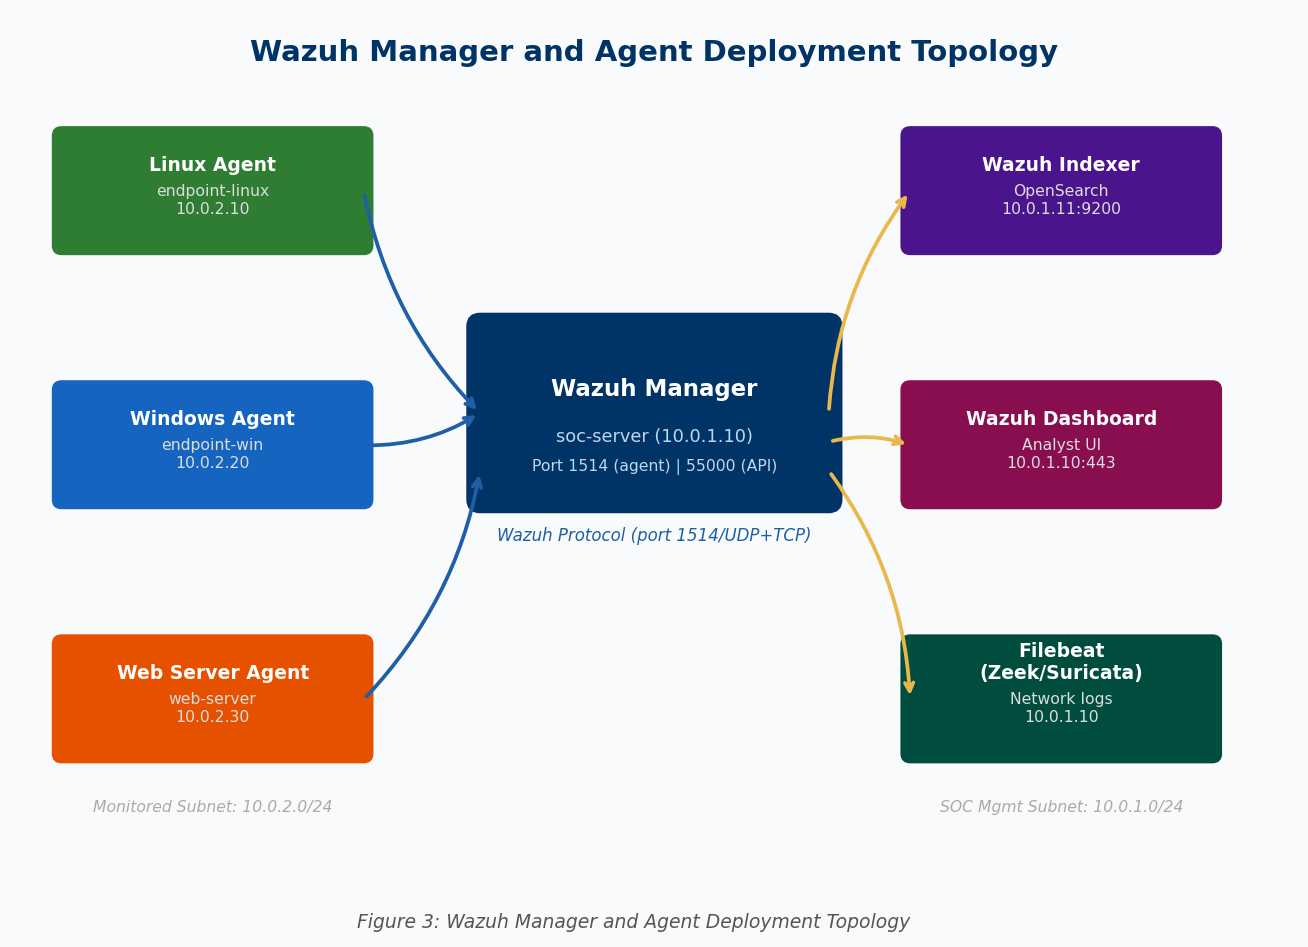 Wazuh Manager and Agent Deployment Topology
Linux Agent
endpoint-linux
10.0.2.10
Windows Agent
endpoint-win
10.0.2.20
Web Server Agent
web-server
10.0.2.30
Monitored Subnet: 10.0.2.0/24
Wazuh Manager
soc-server (10.0.1.10)
Port 1514 (agent) | 55000 (API)
Wazuh Protocol (port 1514/UDP+TCP)
Wazuh Indexer
OpenSearch
10.0.1.11:9200
Wazuh Dashboard
Analyst UI
10.0.1.10:443
Filebeat
(Zeek/Suricata)
Network logs
10.0.1.10
SOC Mgmt Subnet: 10.0.1.0/24
Figure 3: Wazuh Manager and Agent Deployment Topology